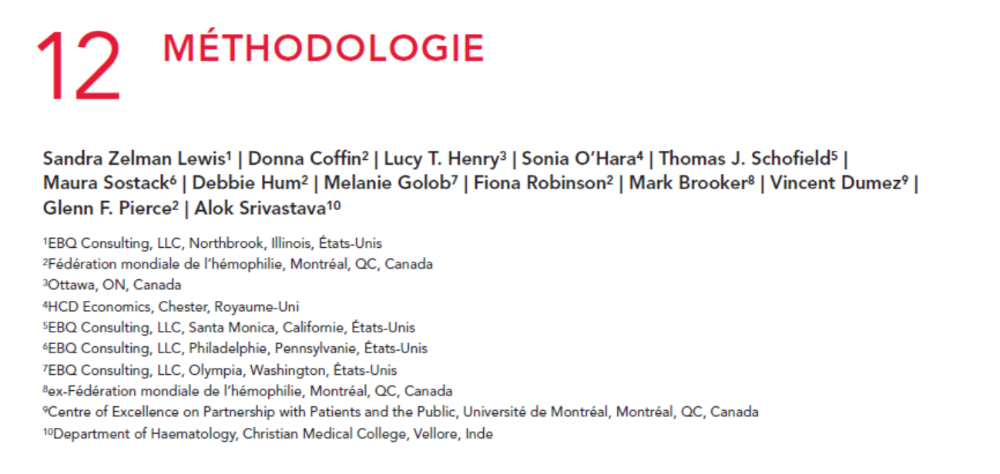 12 MÉTHODOLOGIE
Sandra Zelman Lewis¹ | Donna Coffin² | Lucy T. Henry³ | Sonia O’Hara⁴ | Thomas J. Schofield⁵ |
Maura Sostack⁶ | Debbie Hum² | Melanie Golob⁷ | Fiona Robinson² | Mark Brooker⁸ | Vincent Dumez⁹ |
Glenn F. Pierce² | Alok Srivastava¹⁰
¹EBQ Consulting, LLC, Northbrook, Illinois, États-Unis
²Fédération mondiale de l’hémophilie, Montréal, QC, Canada
³Ottawa, ON, Canada
⁴HCD Economics, Chester, Royaume-Uni
⁵EBQ Consulting, LLC, Santa Monica, Californie, États-Unis
⁶EBQ Consulting, LLC, Philadelphie, Pennsylvanie, États-Unis
⁷EBQ Consulting, LLC, Olympia, Washington, États-Unis
⁸ex-Fédération mondiale de l’hémophilie, Montréal, QC, Canada
⁹Centre of Excellence on Partnership with Patients and the Public, Université de Montréal, Montréal, QC, Canada
¹⁰Department of Haematology, Christian Medical College, Vellore, Inde